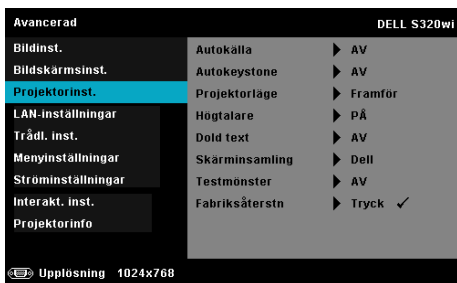 Avancerad DELL S320wi
Bildinst.
Bildskärmsinst.
Projektorinst.
LAN-inställningar
Trådl. inst.
Menyinställningar
Ströminställningar
Interakt. inst.
Projektorinfo
Autokälla AV
Autokeystone AV
Projektorläge Framför
Högtalare PÅ
Dold text AV
Skärminsamling Dell
Testmönster AV
Fabriksåterstn Tryck ✓
Upplösning 1024x768